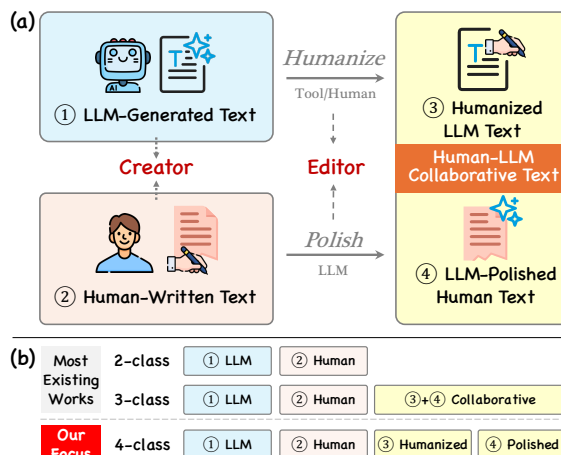 (a)
AI
T
① LLM-Generated Text
Humanize
Tool/Human
T
③ Humanized
LLM Text
Creator
Editor
Human-LLM
Collaborative Text
② Human-Written Text
Polish
LLM
④ LLM-Polished
Human Text
(b)
Most
Existing
Works
2-class
① LLM
② Human
3-class
① LLM
② Human
③+④ Collaborative
Our
Focus
4-class
① LLM
② Human
③ Humanized
④ Polished